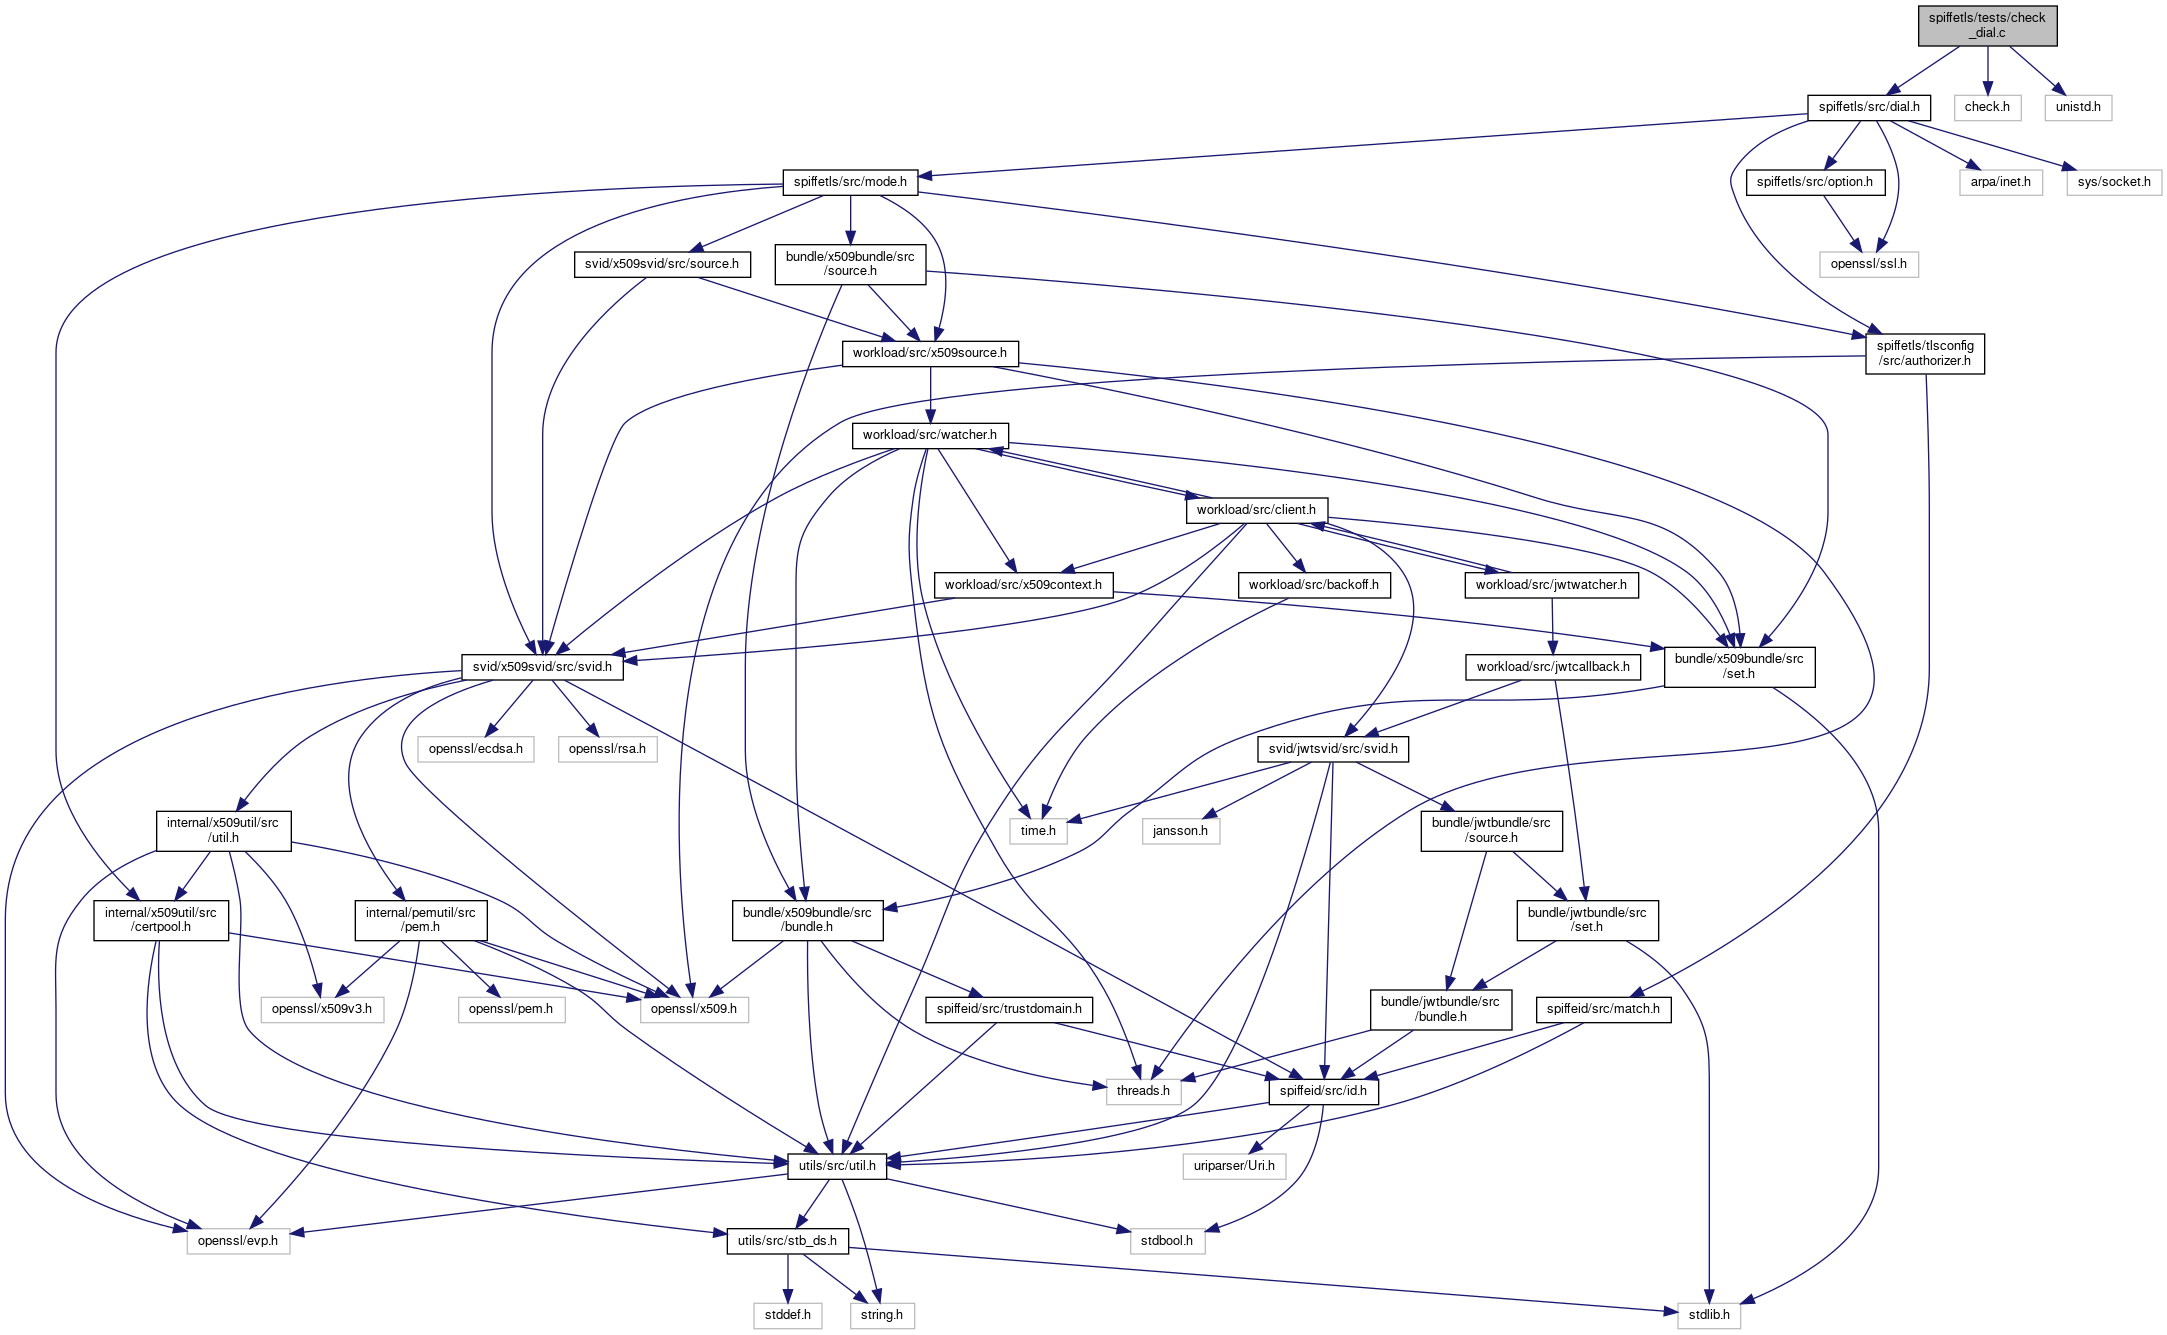 spiffetls/tests/check
_dial.c
spiffetls/src/dial.h
check.h
unistd.h
spiffetls/src/mode.h
spiffetls/src/option.h
arpa/inet.h
sys/socket.h
svid/x509svid/src/source.h
bundle/x509bundle/src
/source.h
openssl/ssl.h
workload/src/x509source.h
spiffetls/tlsconfig
/src/authorizer.h
workload/src/watcher.h
workload/src/client.h
workload/src/x509context.h
workload/src/backoff.h
workload/src/jwtwatcher.h
svid/x509svid/src/svid.h
workload/src/jwtcallback.h
bundle/x509bundle/src
/set.h
openssl/ecdsa.h
openssl/rsa.h
svid/jwtsvid/src/svid.h
internal/x509util/src
/util.h
time.h
jansson.h
bundle/jwtbundle/src
/source.h
internal/x509util/src
/certpool.h
internal/pemutil/src
/pem.h
bundle/x509bundle/src
/bundle.h
bundle/jwtbundle/src
/set.h
openssl/x509v3.h
openssl/pem.h
openssl/x509.h
spiffeid/src/trustdomain.h
bundle/jwtbundle/src
/bundle.h
spiffeid/src/match.h
threads.h
spiffeid/src/id.h
utils/src/util.h
uriparser/Uri.h
openssl/evp.h
utils/src/stb_ds.h
stdbool.h
stddef.h
string.h
stdlib.h